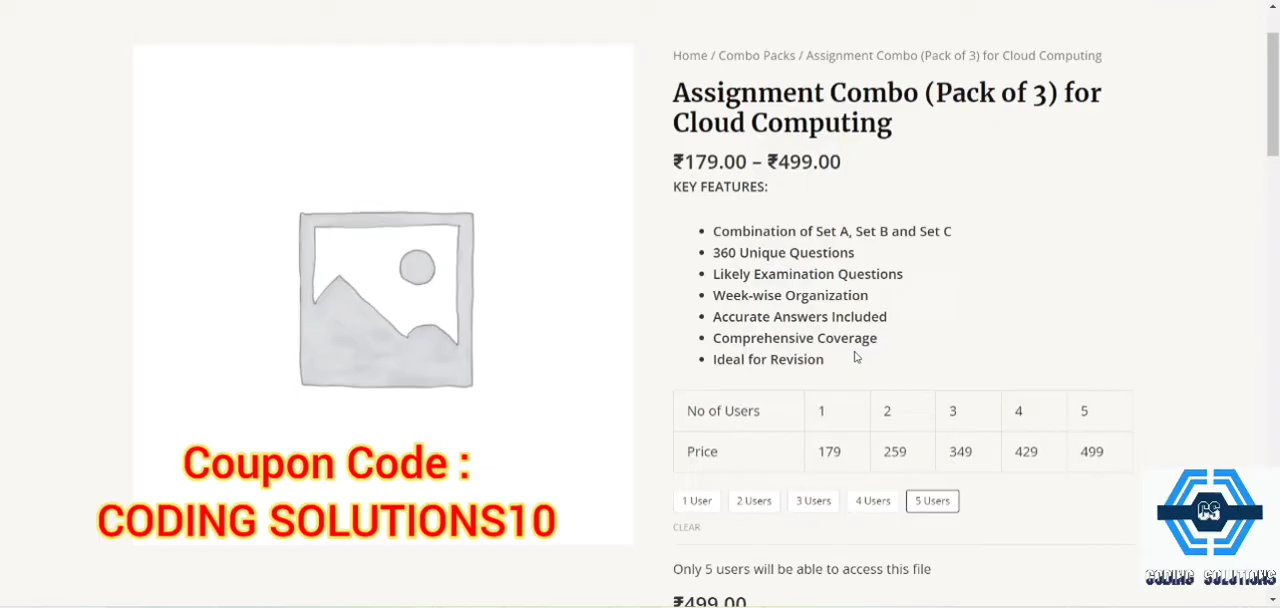 Home / Combo Packs / Assignment Combo (Pack of 3) for Cloud Computing
Assignment Combo (Pack of 3) for
Cloud Computing
₹179.00 – ₹499.00
KEY FEATURES:
Combination of Set A, Set B and Set C
360 Unique Questions
Likely Examination Questions
Week-wise Organization
Accurate Answers Included
Comprehensive Coverage
Ideal for Revision
No of Users 1 2 3 4 5
Price 179 259 349 429 499
1 User 2 Users 3 Users 4 Users 5 Users
CLEAR
Only 5 users will be able to access this file
₹499.00
Coupon Code :
CODING SOLUTIONS10
CS
CODING SOLUTIONS